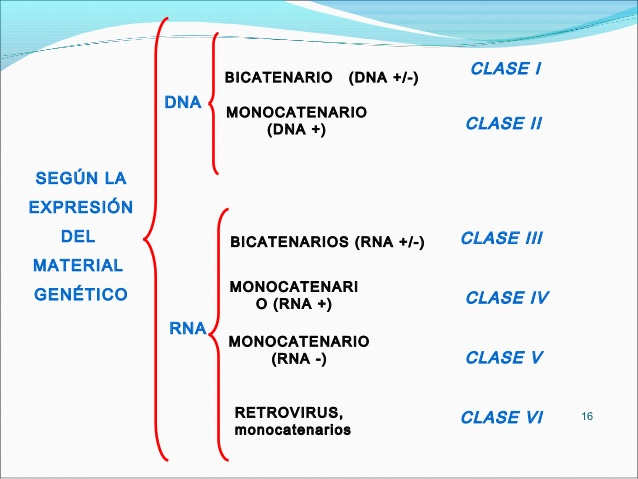 SEGÚN LA
EXPRESIÓN
DEL
MATERIAL
GENÉTICO
DNA
BICATENARIO (DNA +/-)
CLASE I
MONOCATENARIO
(DNA +)
CLASE II
RNA
BICATENARIOS (RNA +/-)
CLASE III
MONOCATENARI
O (RNA +)
CLASE IV
MONOCATENARIO
(RNA -)
CLASE V
RETROVIRUS,
monocatenarios
CLASE VI
16